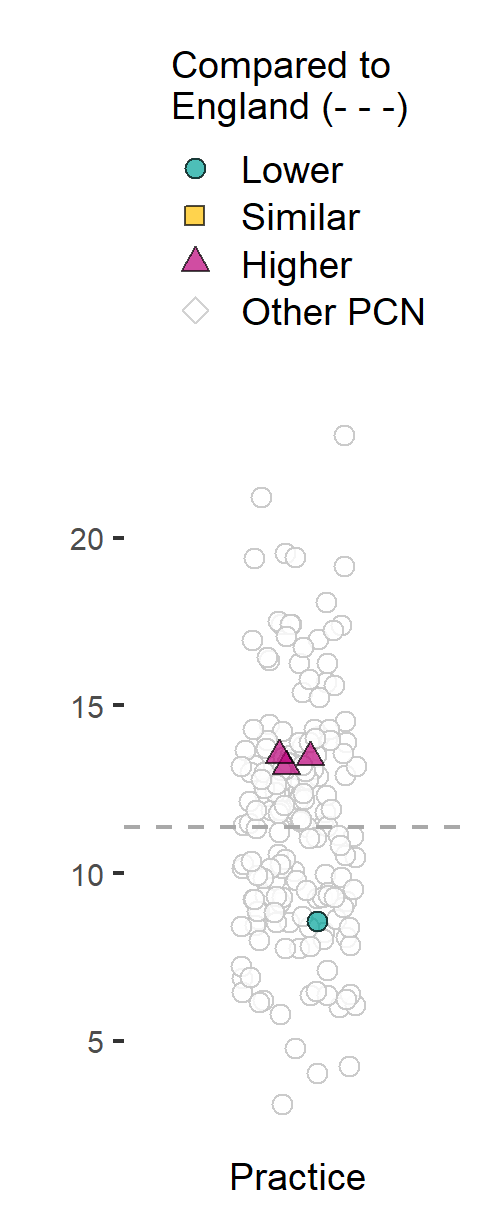 Compared to
England (- - -)
Lower
Similar
Higher
Other PCN
20
15
10
5
Practice